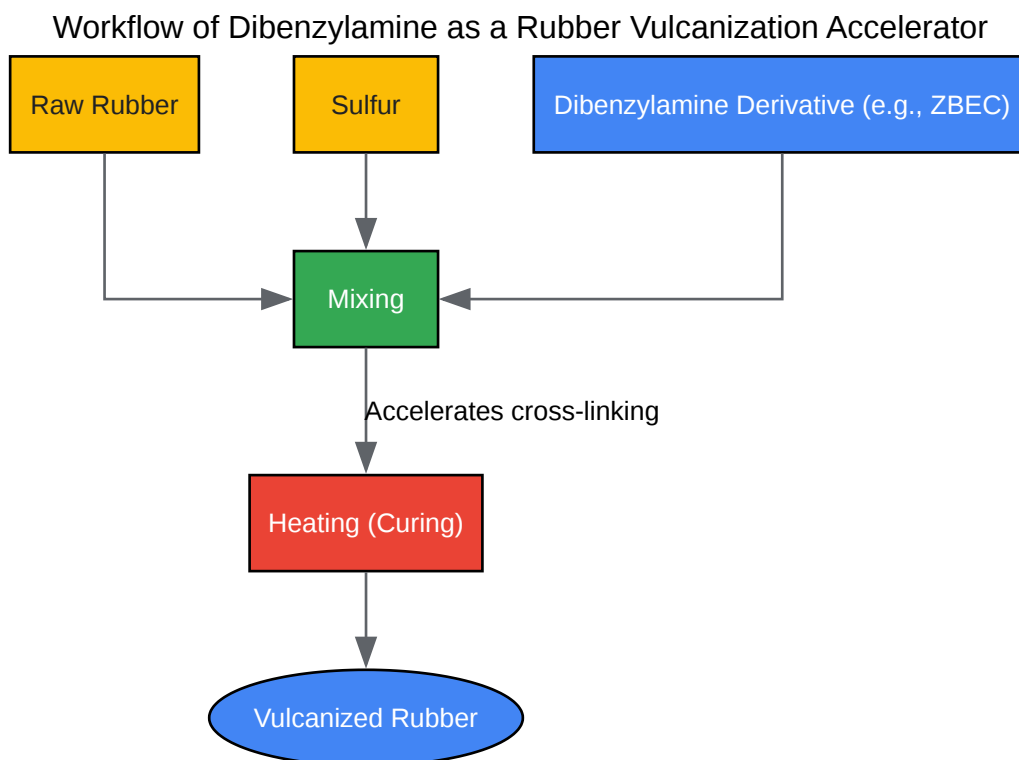 Workflow of Dibenzylamine as a Rubber Vulcanization Accelerator
Raw Rubber
Sulfur
Dibenzylamine Derivative (e.g., ZBEC)
Mixing
Accelerates cross-linking
Heating (Curing)
Vulcanized Rubber